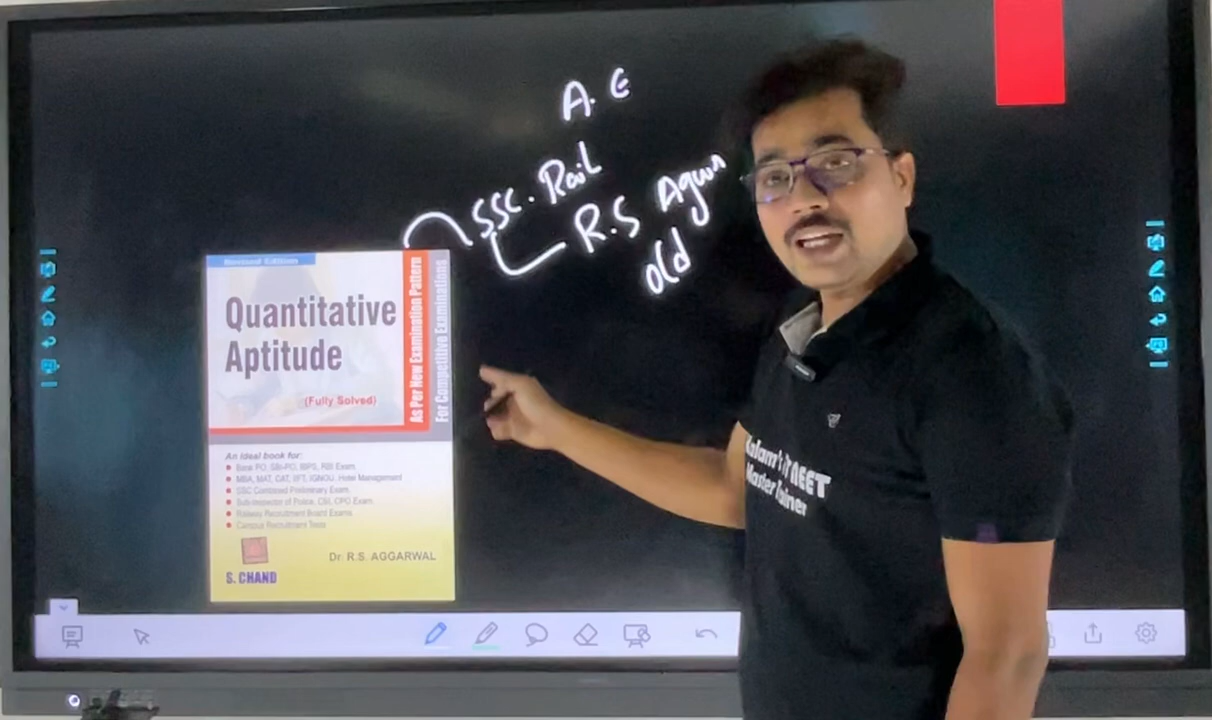 A. E
SSC. Rail
R.S Agwn
old
Revised Edition
Quantitative
Aptitude
(Fully Solved)
As Per New Examination Pattern
For Competitive Examinations
An ideal book for:
Bank PO, SBI-PO, IBPS, RBI Exam
MBA, MAT, CAT, IIFT, IGNOU, Hotel Management
SSC Combined Preliminary Exam
Sub-Inspector of Police, CBI, CPO Exam
Railway Recruitment Board Exams
Campus Recruitment Tests
Dr. R.S. AGGARWAL
S. CHAND
NEET
Master Trainer